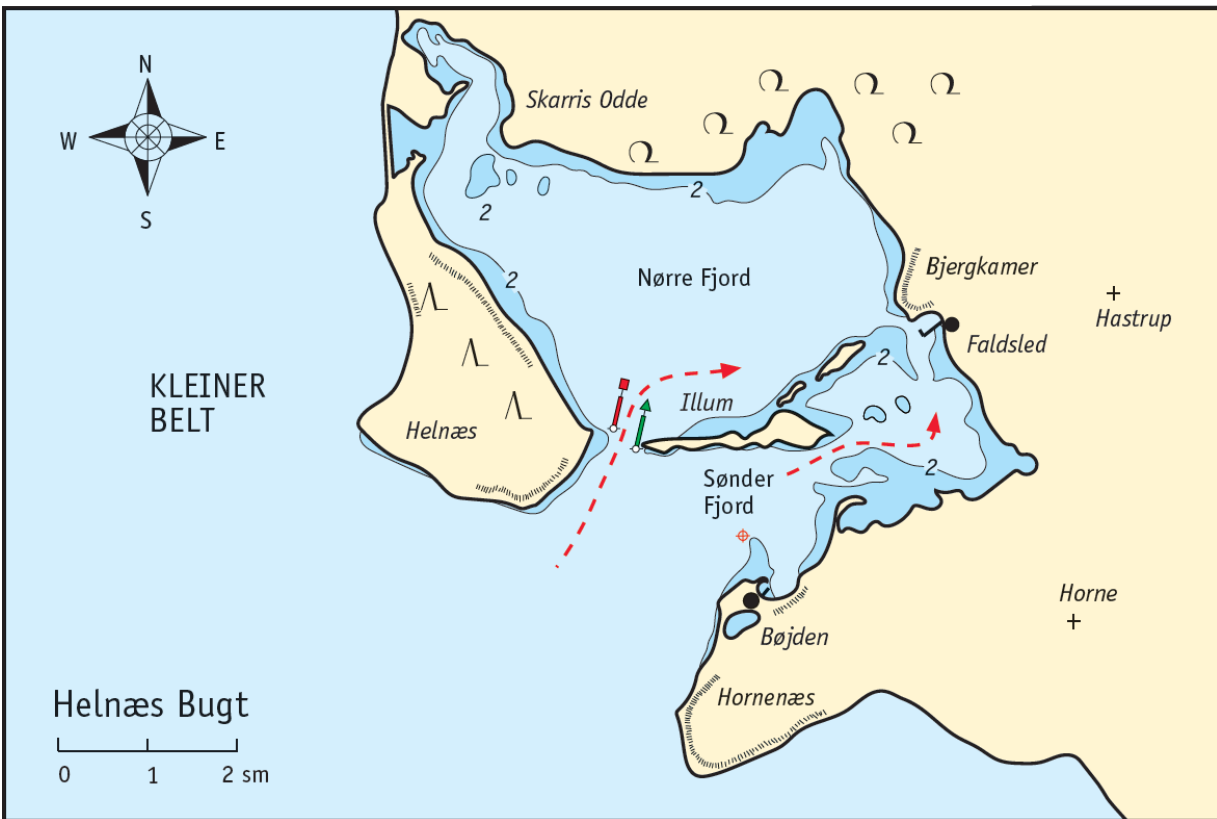 N
W
E
S
Skarris Odde
2
2
2
Nørre Fjord
Bjergkamer
Hastrup
Faldsled
2
KLEINER
BELT
Illum
Helnæs
2
Sønder
Fjord
Horne
Bøjden
Hornenæs
Helnæs Bugt
0
1
2 sm